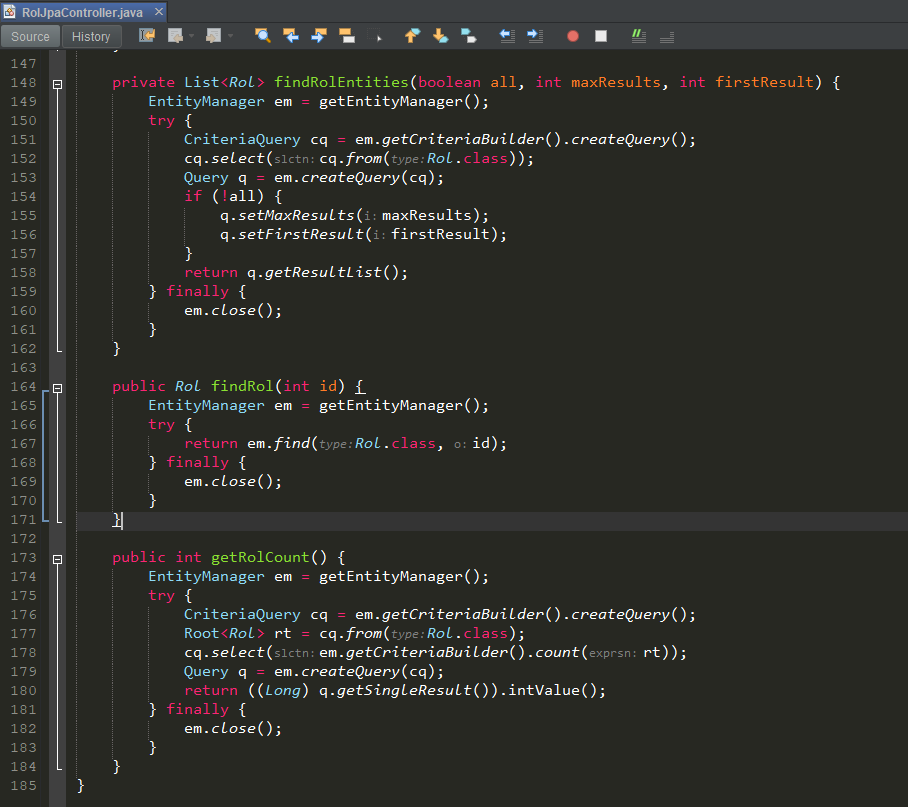 RolJpaController.java
Source History
147
148 private List<Rol> findRolEntities(boolean all, int maxResults, int firstResult) {
149 EntityManager em = getEntityManager();
150 try {
151 CriteriaQuery cq = em.getCriteriaBuilder().createQuery();
152 cq.select(slctn: cq.from(type: Rol.class));
153 Query q = em.createQuery(cq);
154 if (!all) {
155 q.setMaxResults(i: maxResults);
156 q.setFirstResult(i: firstResult);
157 }
158 return q.getResultList();
159 } finally {
160 em.close();
161 }
162 }
163
164 public Rol findRol(int id) {
165 EntityManager em = getEntityManager();
166 try {
167 return em.find(type: Rol.class, o: id);
168 } finally {
169 em.close();
170 }
171 }
172
173 public int getRolCount() {
174 EntityManager em = getEntityManager();
175 try {
176 CriteriaQuery cq = em.getCriteriaBuilder().createQuery();
177 Root<Rol> rt = cq.from(type: Rol.class);
178 cq.select(slctn: em.getCriteriaBuilder().count(exprsn: rt));
179 Query q = em.createQuery(cq);
180 return ((Long) q.getSingleResult()).intValue();
181 } finally {
182 em.close();
183 }
184 }
185 }